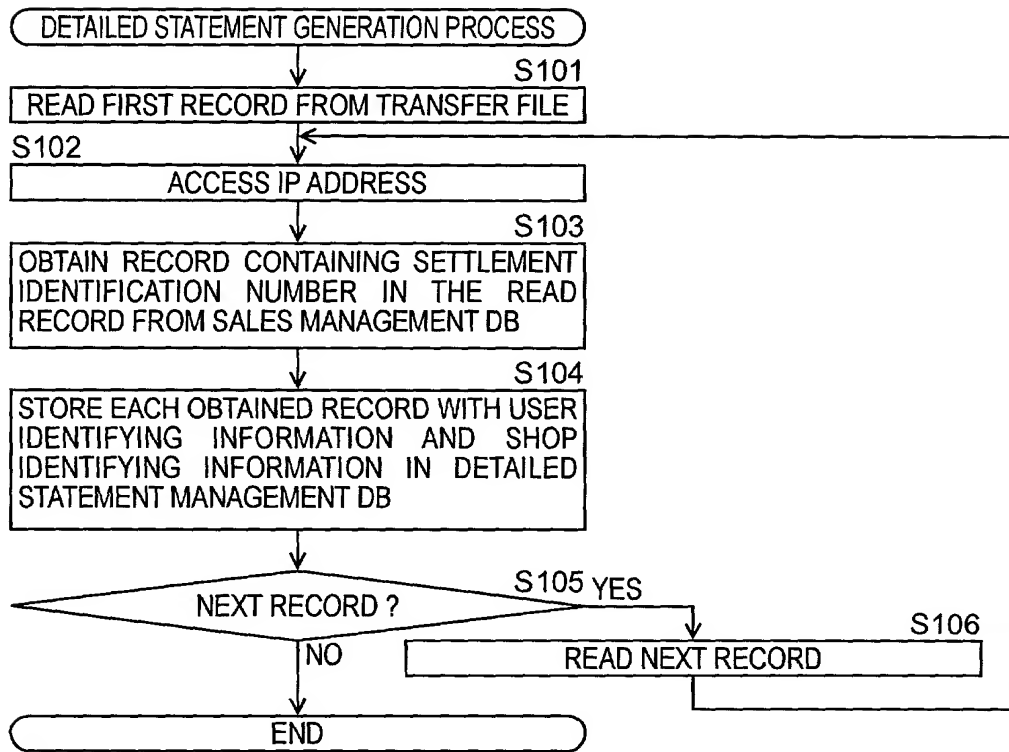 DETAILED STATEMENT GENERATION PROCESS
S101
READ FIRST RECORD FROM TRANSFER FILE
S102
ACCESS IP ADDRESS
S103
OBTAIN RECORD CONTAINING SETTLEMENT
IDENTIFICATION NUMBER IN THE READ
RECORD FROM SALES MANAGEMENT DB
S104
STORE EACH OBTAINED RECORD WITH USER
IDENTIFYING INFORMATION AND SHOP
IDENTIFYING INFORMATION IN DETAILED
STATEMENT MANAGEMENT DB
S105
NEXT RECORD ?
YES
NO
S106
READ NEXT RECORD
END